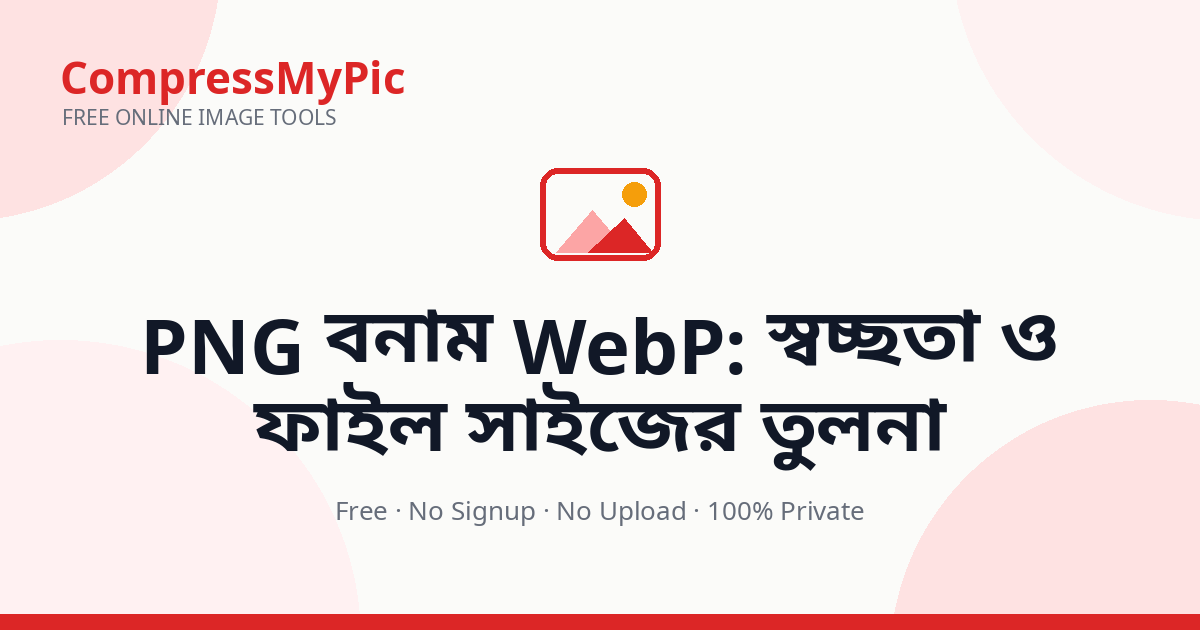 CompressMyPic
FREE ONLINE IMAGE TOOLS
PNG বনাম WebP: স্বচ্ছতা ও
ফাইল সাইজের তুলনা
Free · No Signup · No Upload · 100% Private